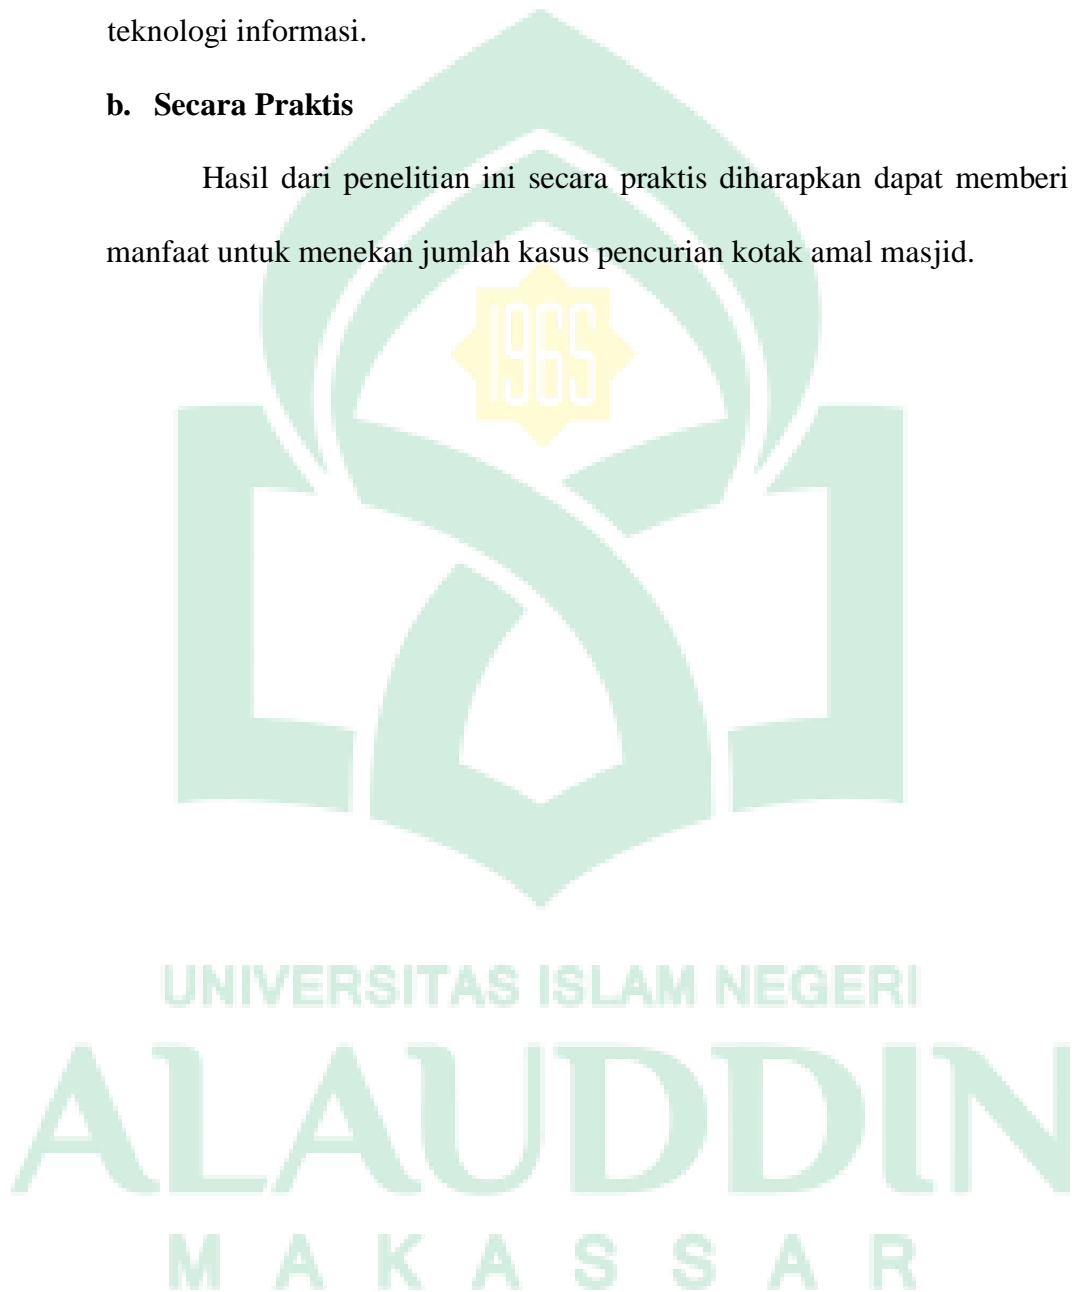 teknologi informasi.
b. Secara Praktis
Hasil dari penelitian ini secara praktis diharapkan dapat memberi
manfaat untuk menekan jumlah kasus pencurian kotak amal masjid.
1965
UNIVERSITAS ISLAM NEGERI
ALAUDDIN
MAKASSAR